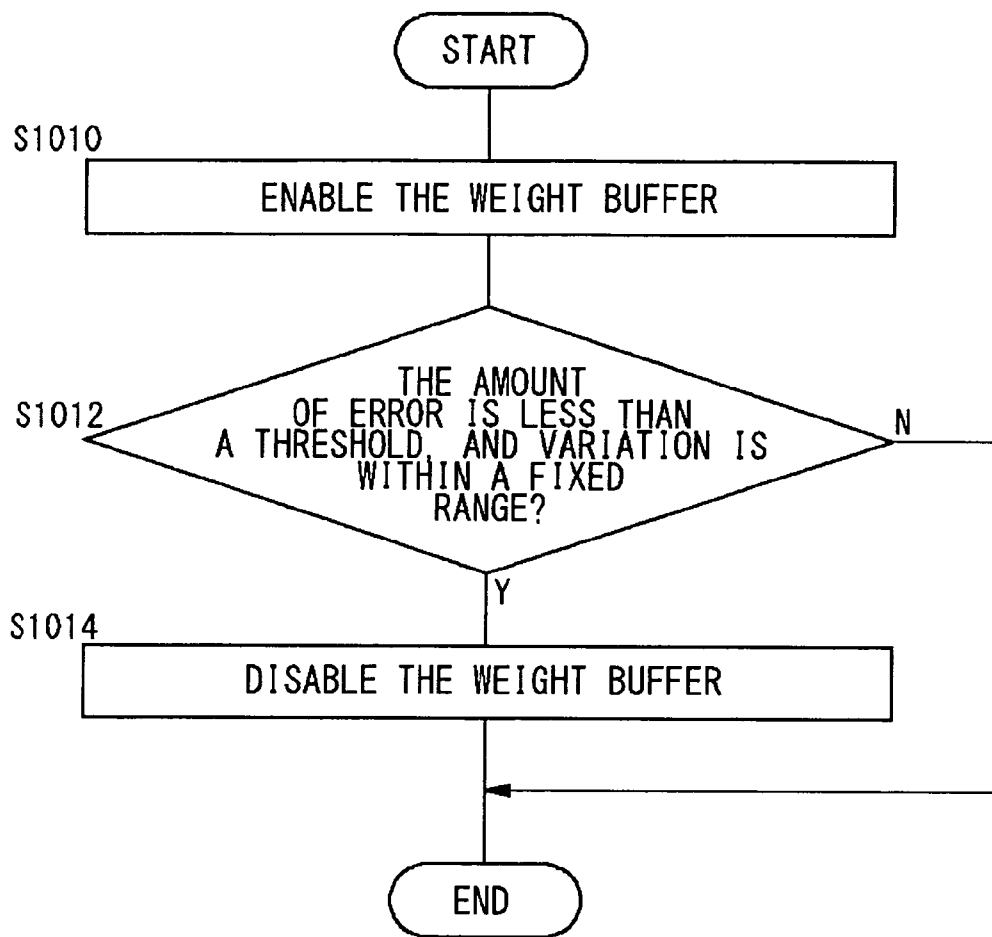 START
S1010
ENABLE THE WEIGHT BUFFER
S1012
THE AMOUNT
OF ERROR IS LESS THAN
A THRESHOLD, AND VARIATION IS
WITHIN A FIXED
RANGE?
N
Y
S1014
DISABLE THE WEIGHT BUFFER
END